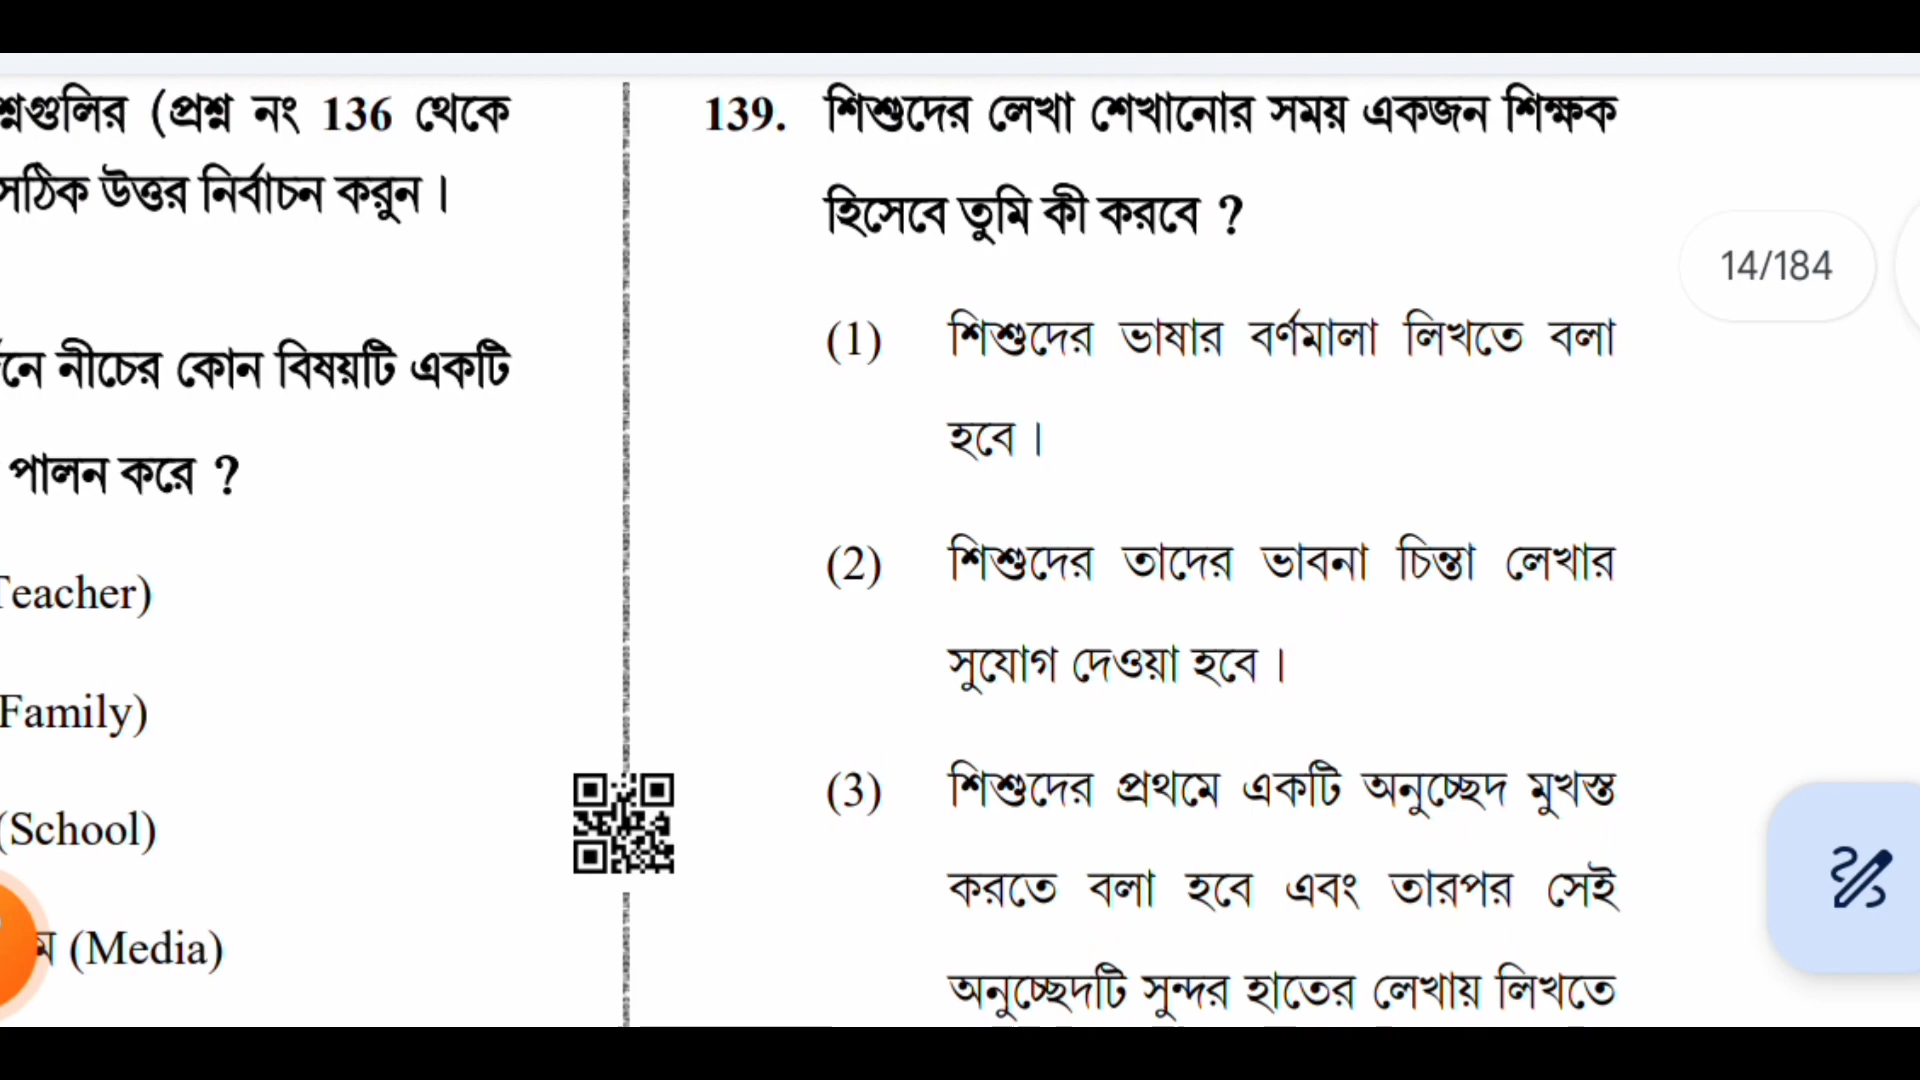 শ্নগুলির (প্রশ্ন নং 136 থেকে
সঠিক উত্তর নির্বাচন করুন।
নীচের কোন বিষয়টি একটি
পালন করে ?
Teacher)
Family)
(School)
(Media)
139. শিশুদের লেখা শেখানোর সময় একজন শিক্ষক
হিসেবে তুমি কী করবে ?
(1) শিশুদের ভাষার বর্ণমালা লিখতে বলা
হবে।
(2) শিশুদের তাদের ভাবনা চিন্তা লেখার
সুযোগ দেওয়া হবে।
(3) শিশুদের প্রথমে একটি অনুচ্ছেদ মুখস্ত
করতে বলা হবে এবং তারপর সেই
অনুচ্ছেদটি সুন্দর হাতের লেখায় লিখতে
14/184